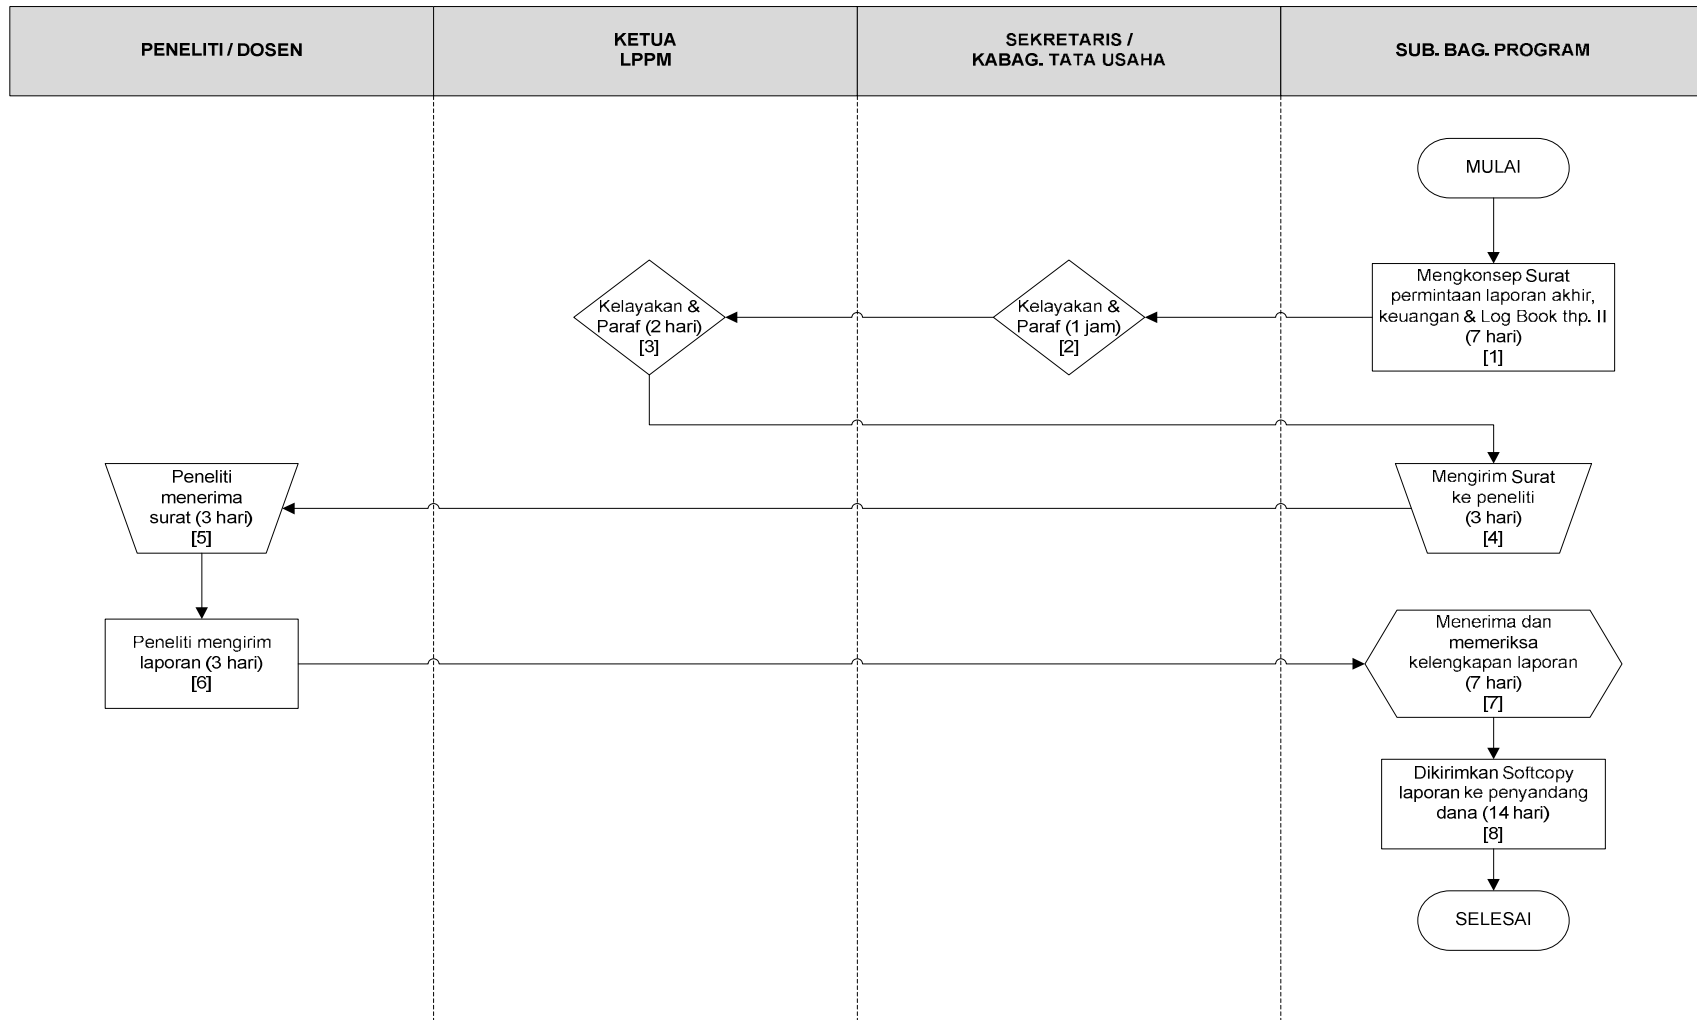 PENELITI / DOSEN
KETUA
LPPM
SEKRETARIS /
KABAG. TATA USAHA
SUB. BAG. PROGRAM
MULAI
Mengkonsep Surat
permintaan laporan akhir,
keuangan & Log Book thp. II
(7 hari)
[1]
Kelayakan &
Paraf (1 jam)
[2]
Kelayakan &
Paraf (2 hari)
[3]
Mengirim Surat
ke peneliti
(3 hari)
[4]
Peneliti
menerima
surat (3 hari)
[5]
Peneliti mengirim
laporan (3 hari)
[6]
Menerima dan
memeriksa
kelengkapan laporan
(7 hari)
[7]
Dikirimkan Softcopy
laporan ke penyandang
dana (14 hari)
[8]
SELESAI